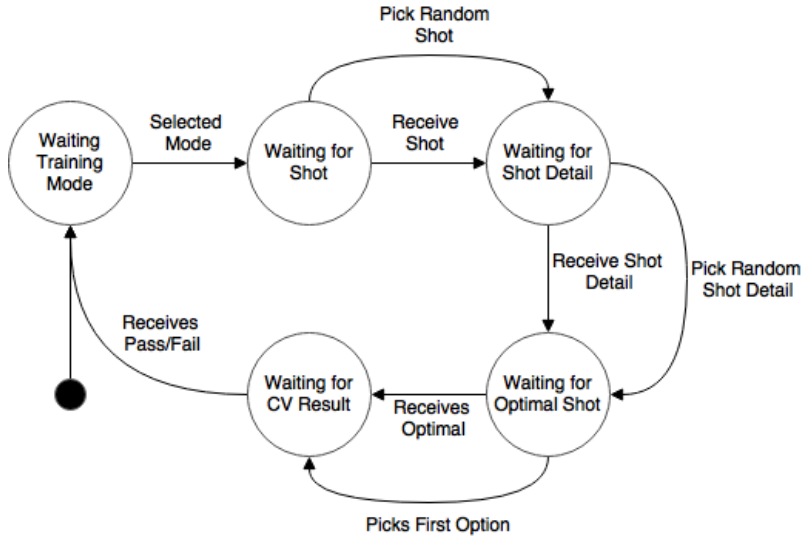 Pick Random
Shot
Waiting
Training
Mode
Selected
Mode
Waiting for
Shot
Receive
Shot
Waiting for
Shot Detail
Receive Shot
Detail
Pick Random
Shot Detail
Receives
Pass/Fail
Waiting for
CV Result
Receives
Optimal
Waiting for
Optimal Shot
Picks First Option